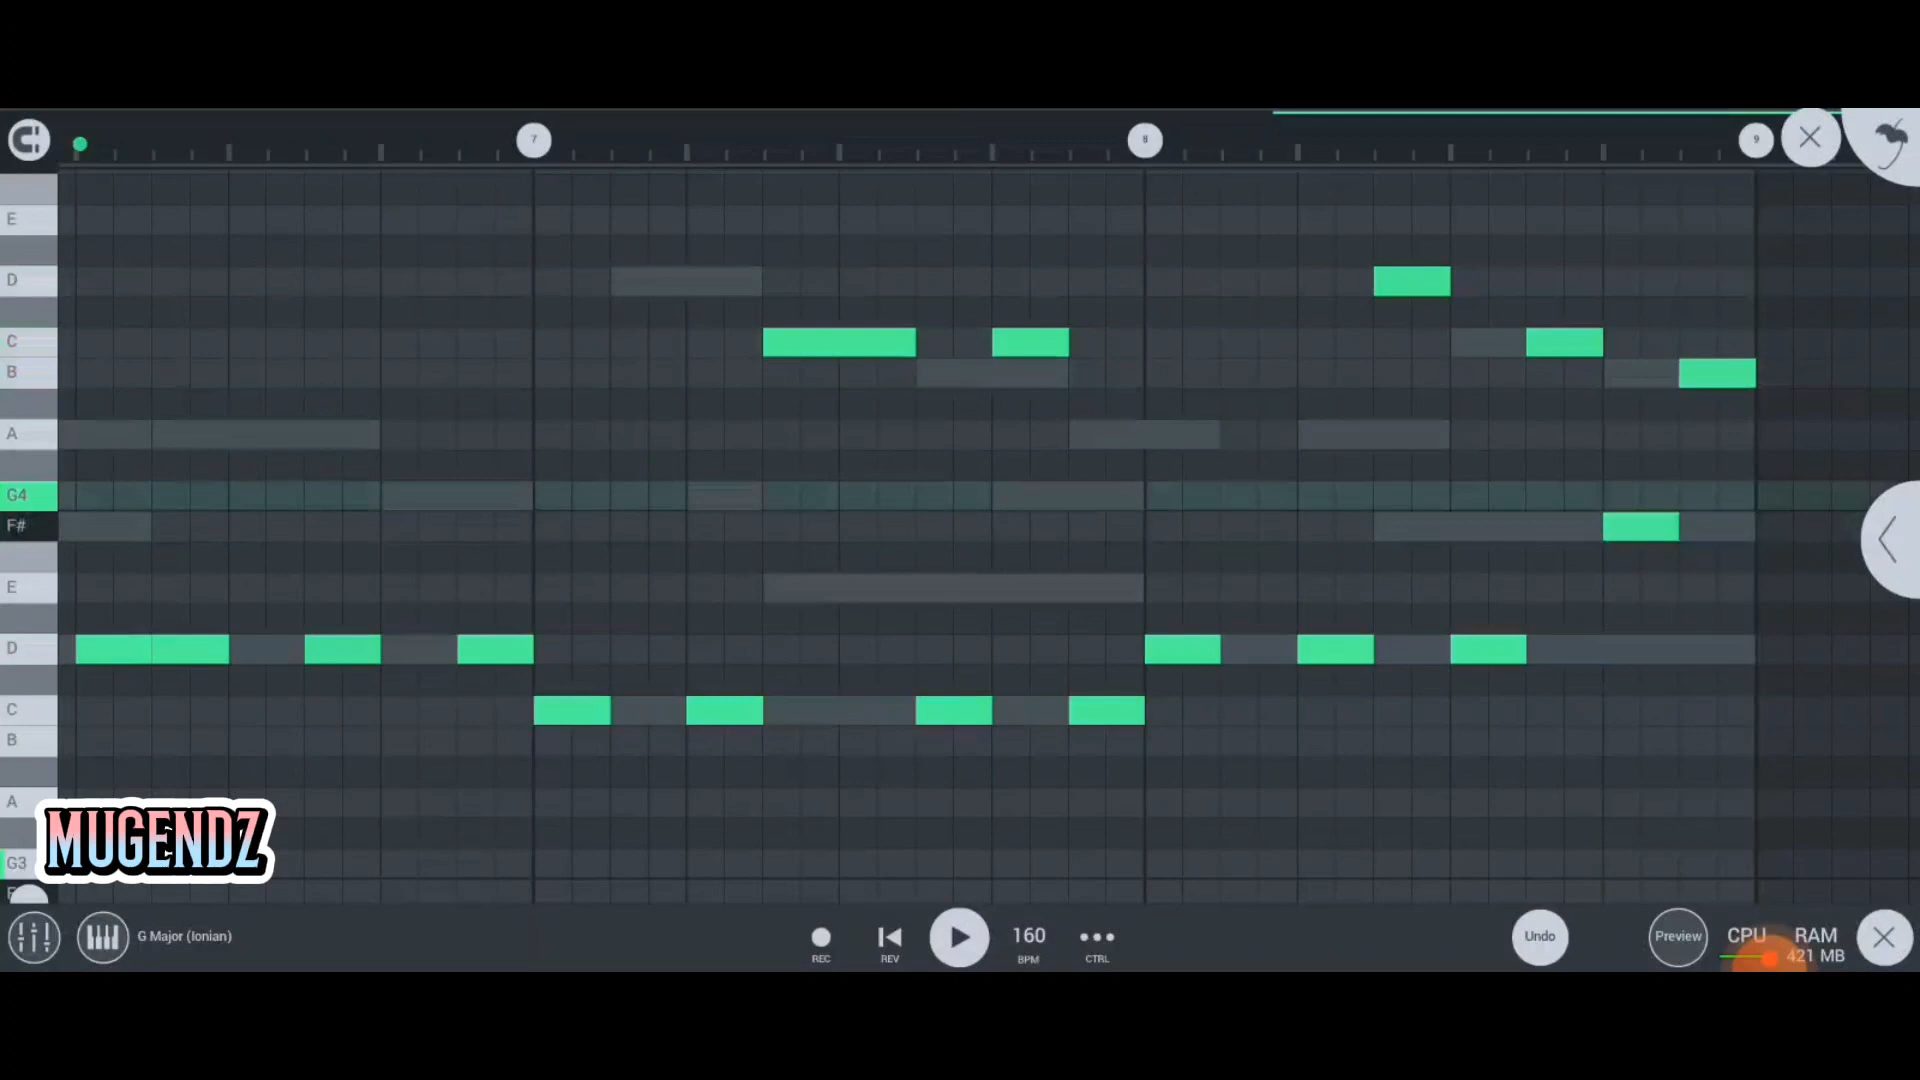 7
8
9
E
D
C
B
A
G4
F#
E
D
C
B
A
G3
MUGENDZ
G Major (Ionian)
REC
REV
160
BPM
CTRL
Undo
Preview
CPU
RAM
421 MB